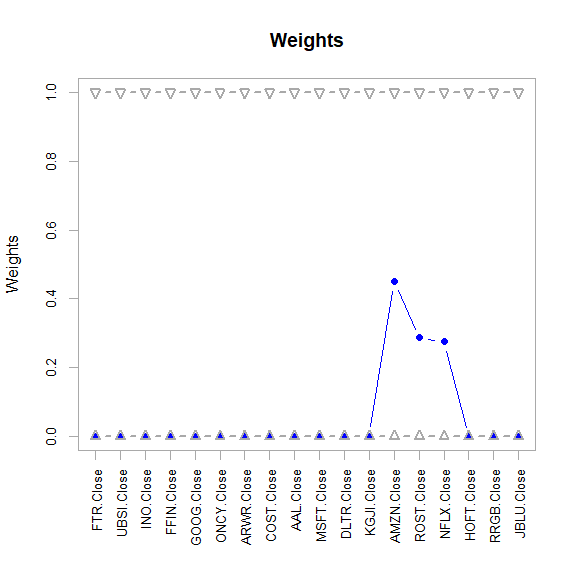 Weights
Weights
1.0
0.8
0.6
0.4
0.2
0.0
FTR.Close
UBSI.Close
INO.Close
FFIN.Close
GOOG.Close
ONCY.Close
ARWR.Close
COST.Close
AAL.Close
MSFT.Close
DLTR.Close
KGJI.Close
AMZN.Close
ROST.Close
NFLX.Close
HOFT.Close
RRGB.Close
JBLU.Close